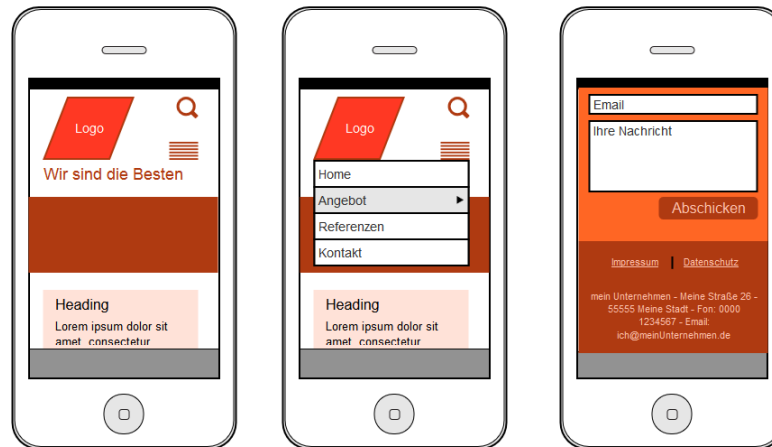 Logo
Wir sind die Besten
Heading
Lorem ipsum dolor sit
amet, consectetur
Logo
Home
Angebot
Referenzen
Kontakt
Heading
Lorem ipsum dolor sit
amet, consectetur
Email
Ihre Nachricht
Abschicken
Impressum | Datenschutz
mein Unternehmen - Meine Straße 26 -
55555 Meine Stadt - Fon: 0000
1234567 - Email:
ich@meinUnternehmen.de